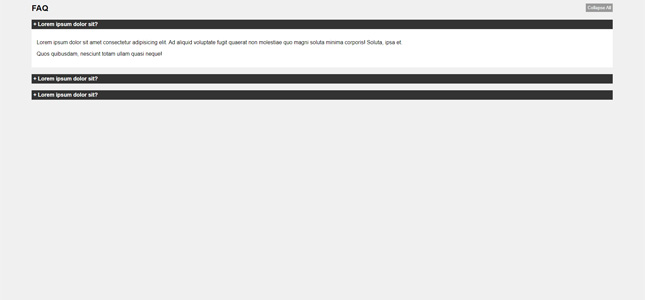 FAQ
Collapse All
+ Lorem ipsum dolor sit?
Lorem ipsum dolor sit amet consectetur adipisicing elit. Ad aliquid voluptate fugit quaerat non molestiae quo magni soluta minima corporis! Soluta, ipsa et.
Quos quibusdam, nesciunt totam ullam quasi neque!
+ Lorem ipsum dolor sit?
+ Lorem ipsum dolor sit?